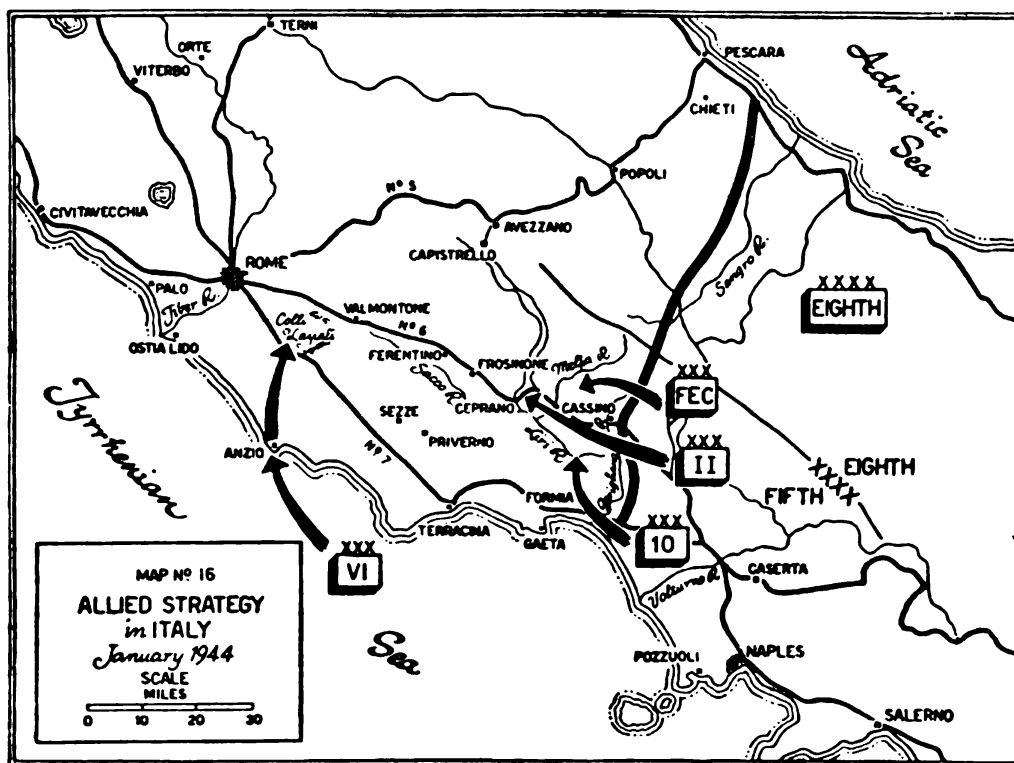 TERNI
ORTE
VITERBO
PESCARA
Adriatic
Sea
CHIETI
POPOLI
Nº 5
CIVITAVECCHIA
AVEZZANO
CAPISTRELLO
ROME
Sangro R.
PALO
Tiber R.
XXXX
EIGHTH
VALMONTONE
Nº 6
Colli
Laziali
OSTIA LIDO
FERENTINO
FROSINONE
Melfa R.
Sacco R.
XXX
FEC
Tyrrhenian
CEPRANO
CASSINO
SEZZE
PRIVERNO
Liri R.
ANZIO
Nº 7
XXX
II
EIGHTH
XXXX
FIFTH
FORMIA
TERRACINA
GAETA
XXX
10
XXX
VI
CASERTA
Volturno R.
MAP Nº 16
ALLIED STRATEGY
in ITALY
January 1944
SCALE
MILES
0 10 20 30
Sea
POZZUOLI
NAPLES
SALERNO